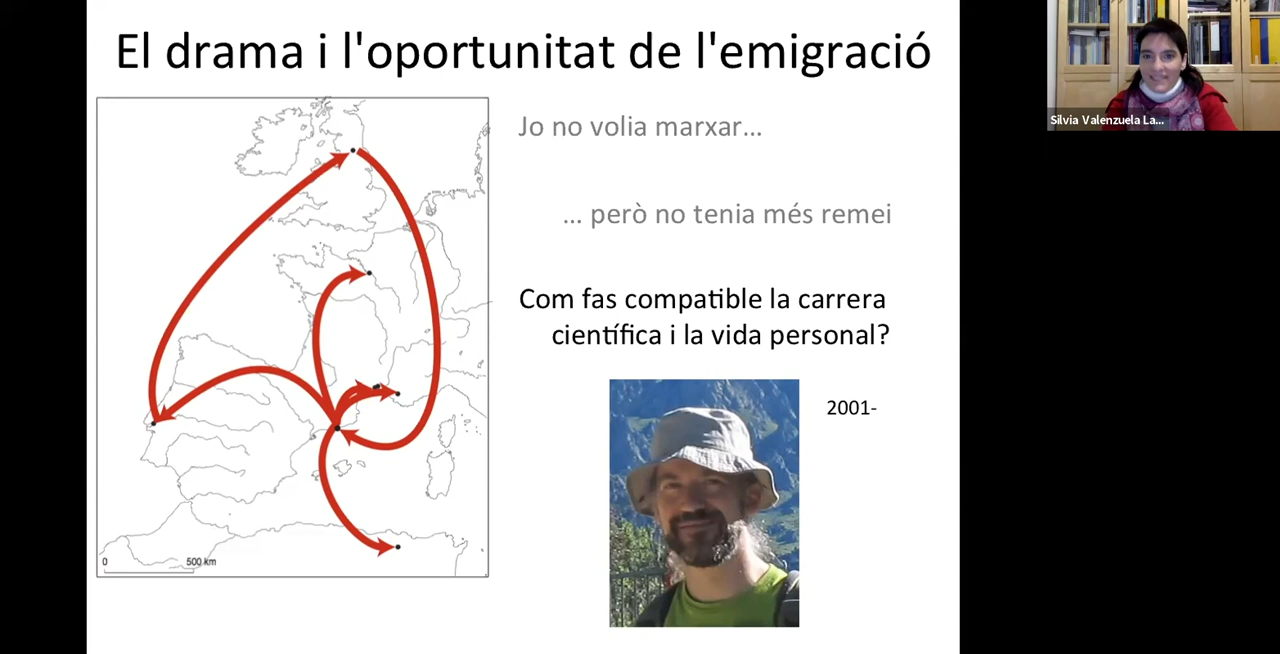 El drama i l'oportunitat de l'emigració
Jo no volia marxar...
... però no tenia més remei
Com fas compatible la carrera
científica i la vida personal?
2001-
0 500 km
Silvia Valenzuela La...